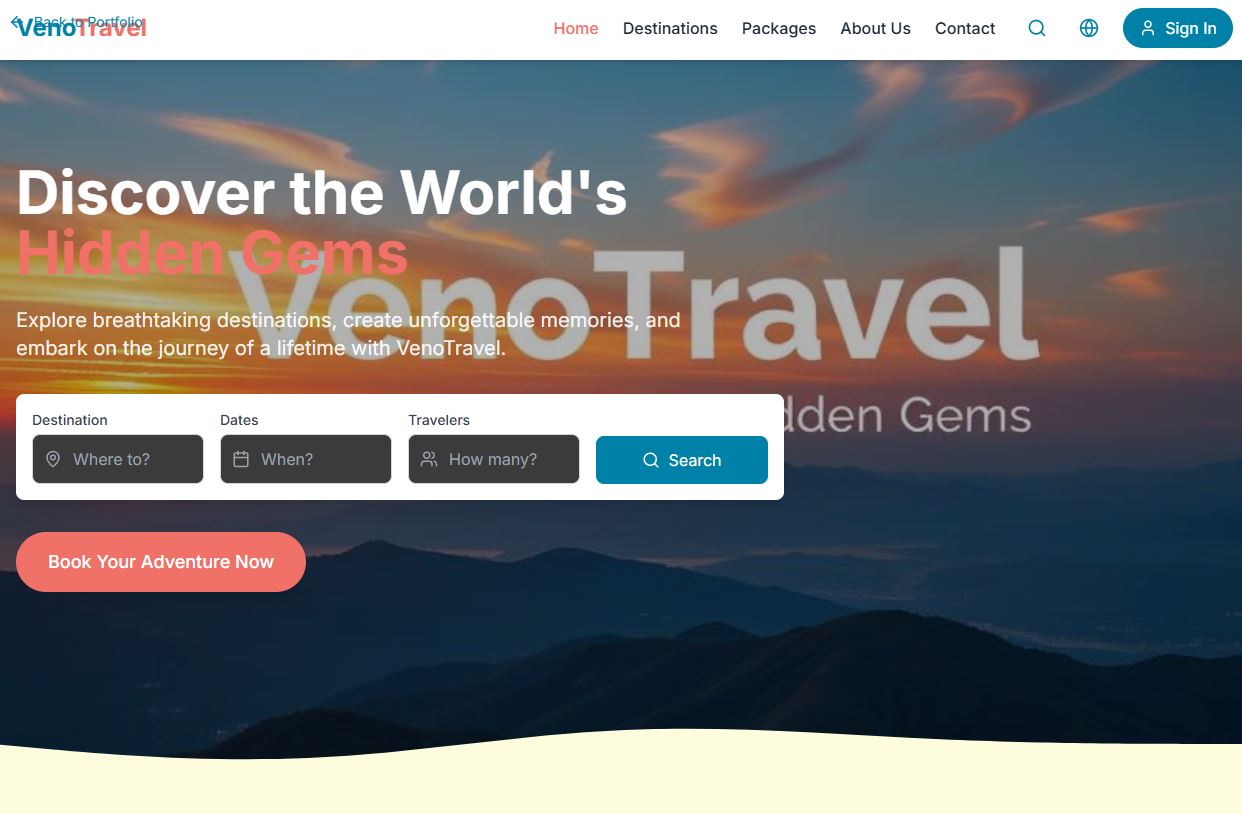 Back to Portfolio
VenoTravel
Home Destinations Packages About Us Contact Sign In
Discover the World's
Hidden Gems
VenoTravel
Explore breathtaking destinations, create unforgettable memories, and
embark on the journey of a lifetime with VenoTravel.
dden Gems
Destination Dates Travelers
Where to? When? How many? Search
Book Your Adventure Now